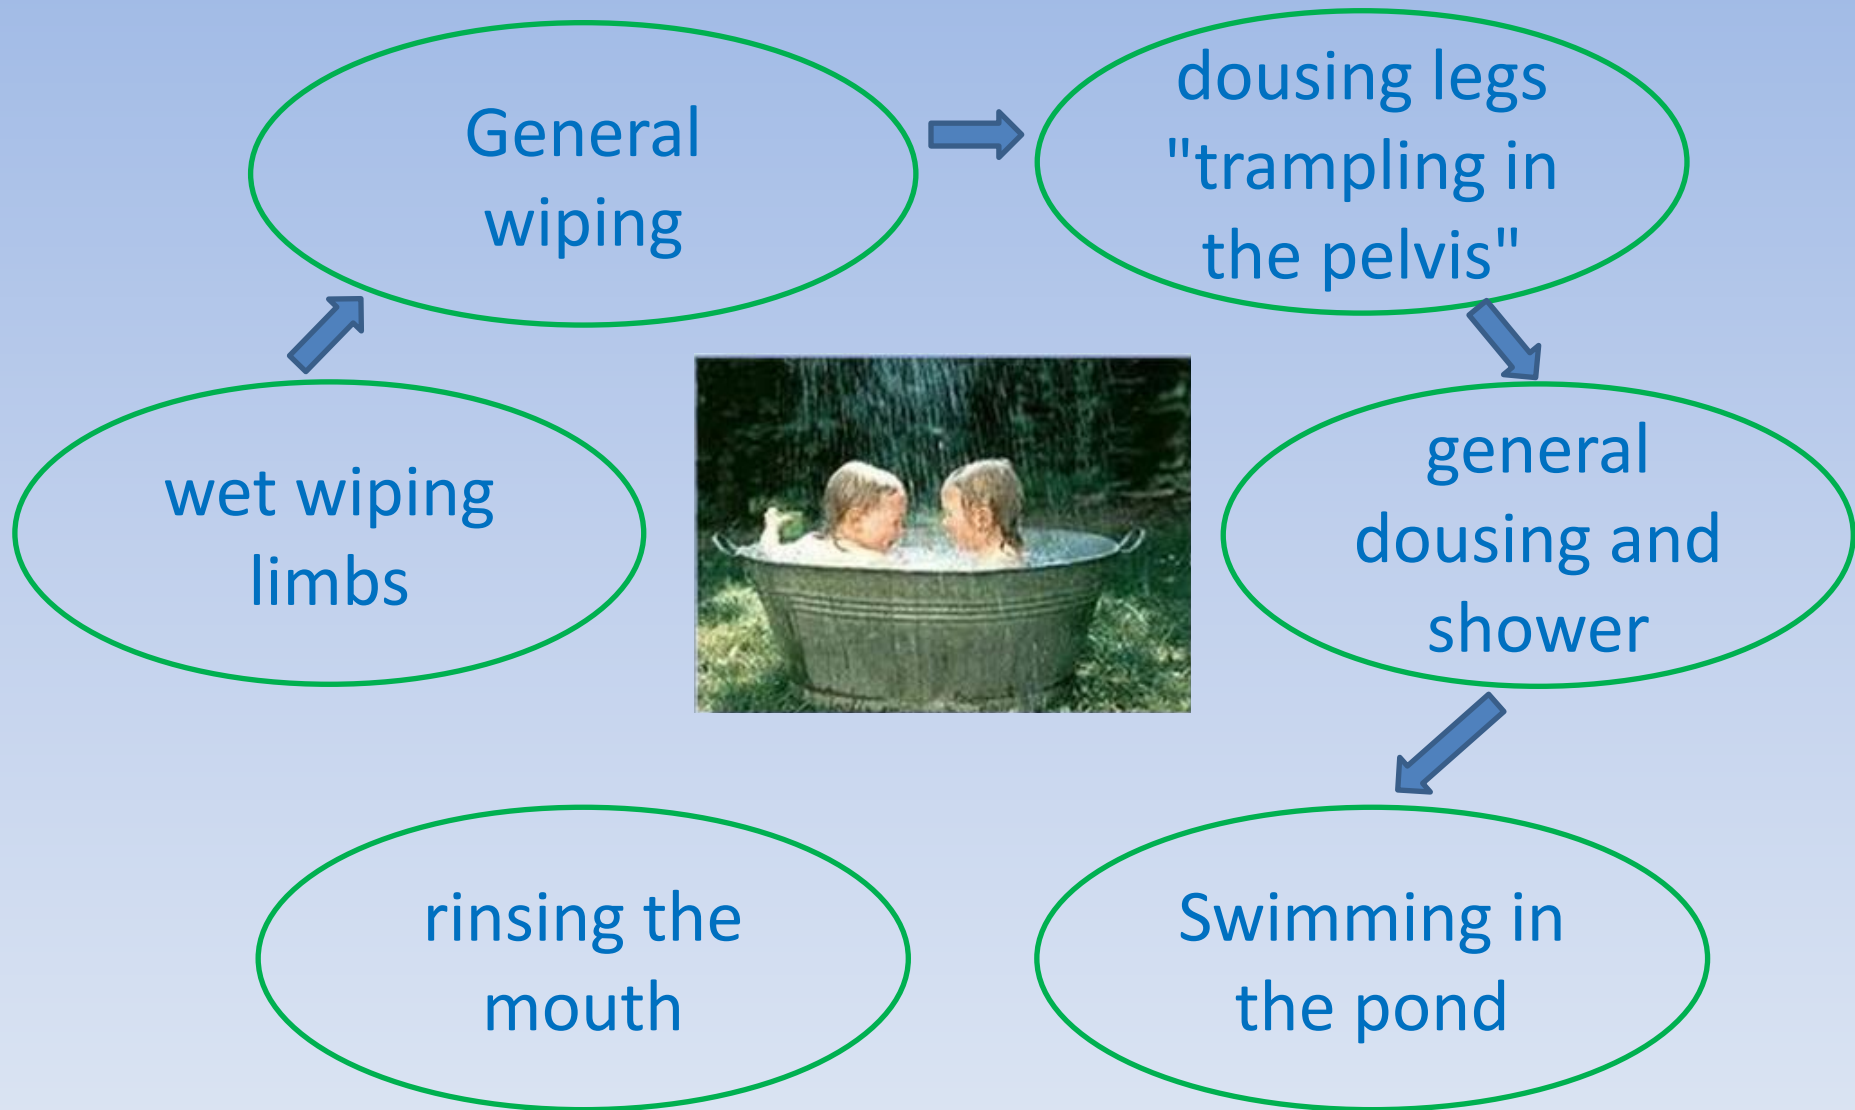 General
wiping
dousing legs
"trampling in
the pelvis"
wet wiping
limbs
general
dousing and
shower
rinsing the
mouth
Swimming in
the pond